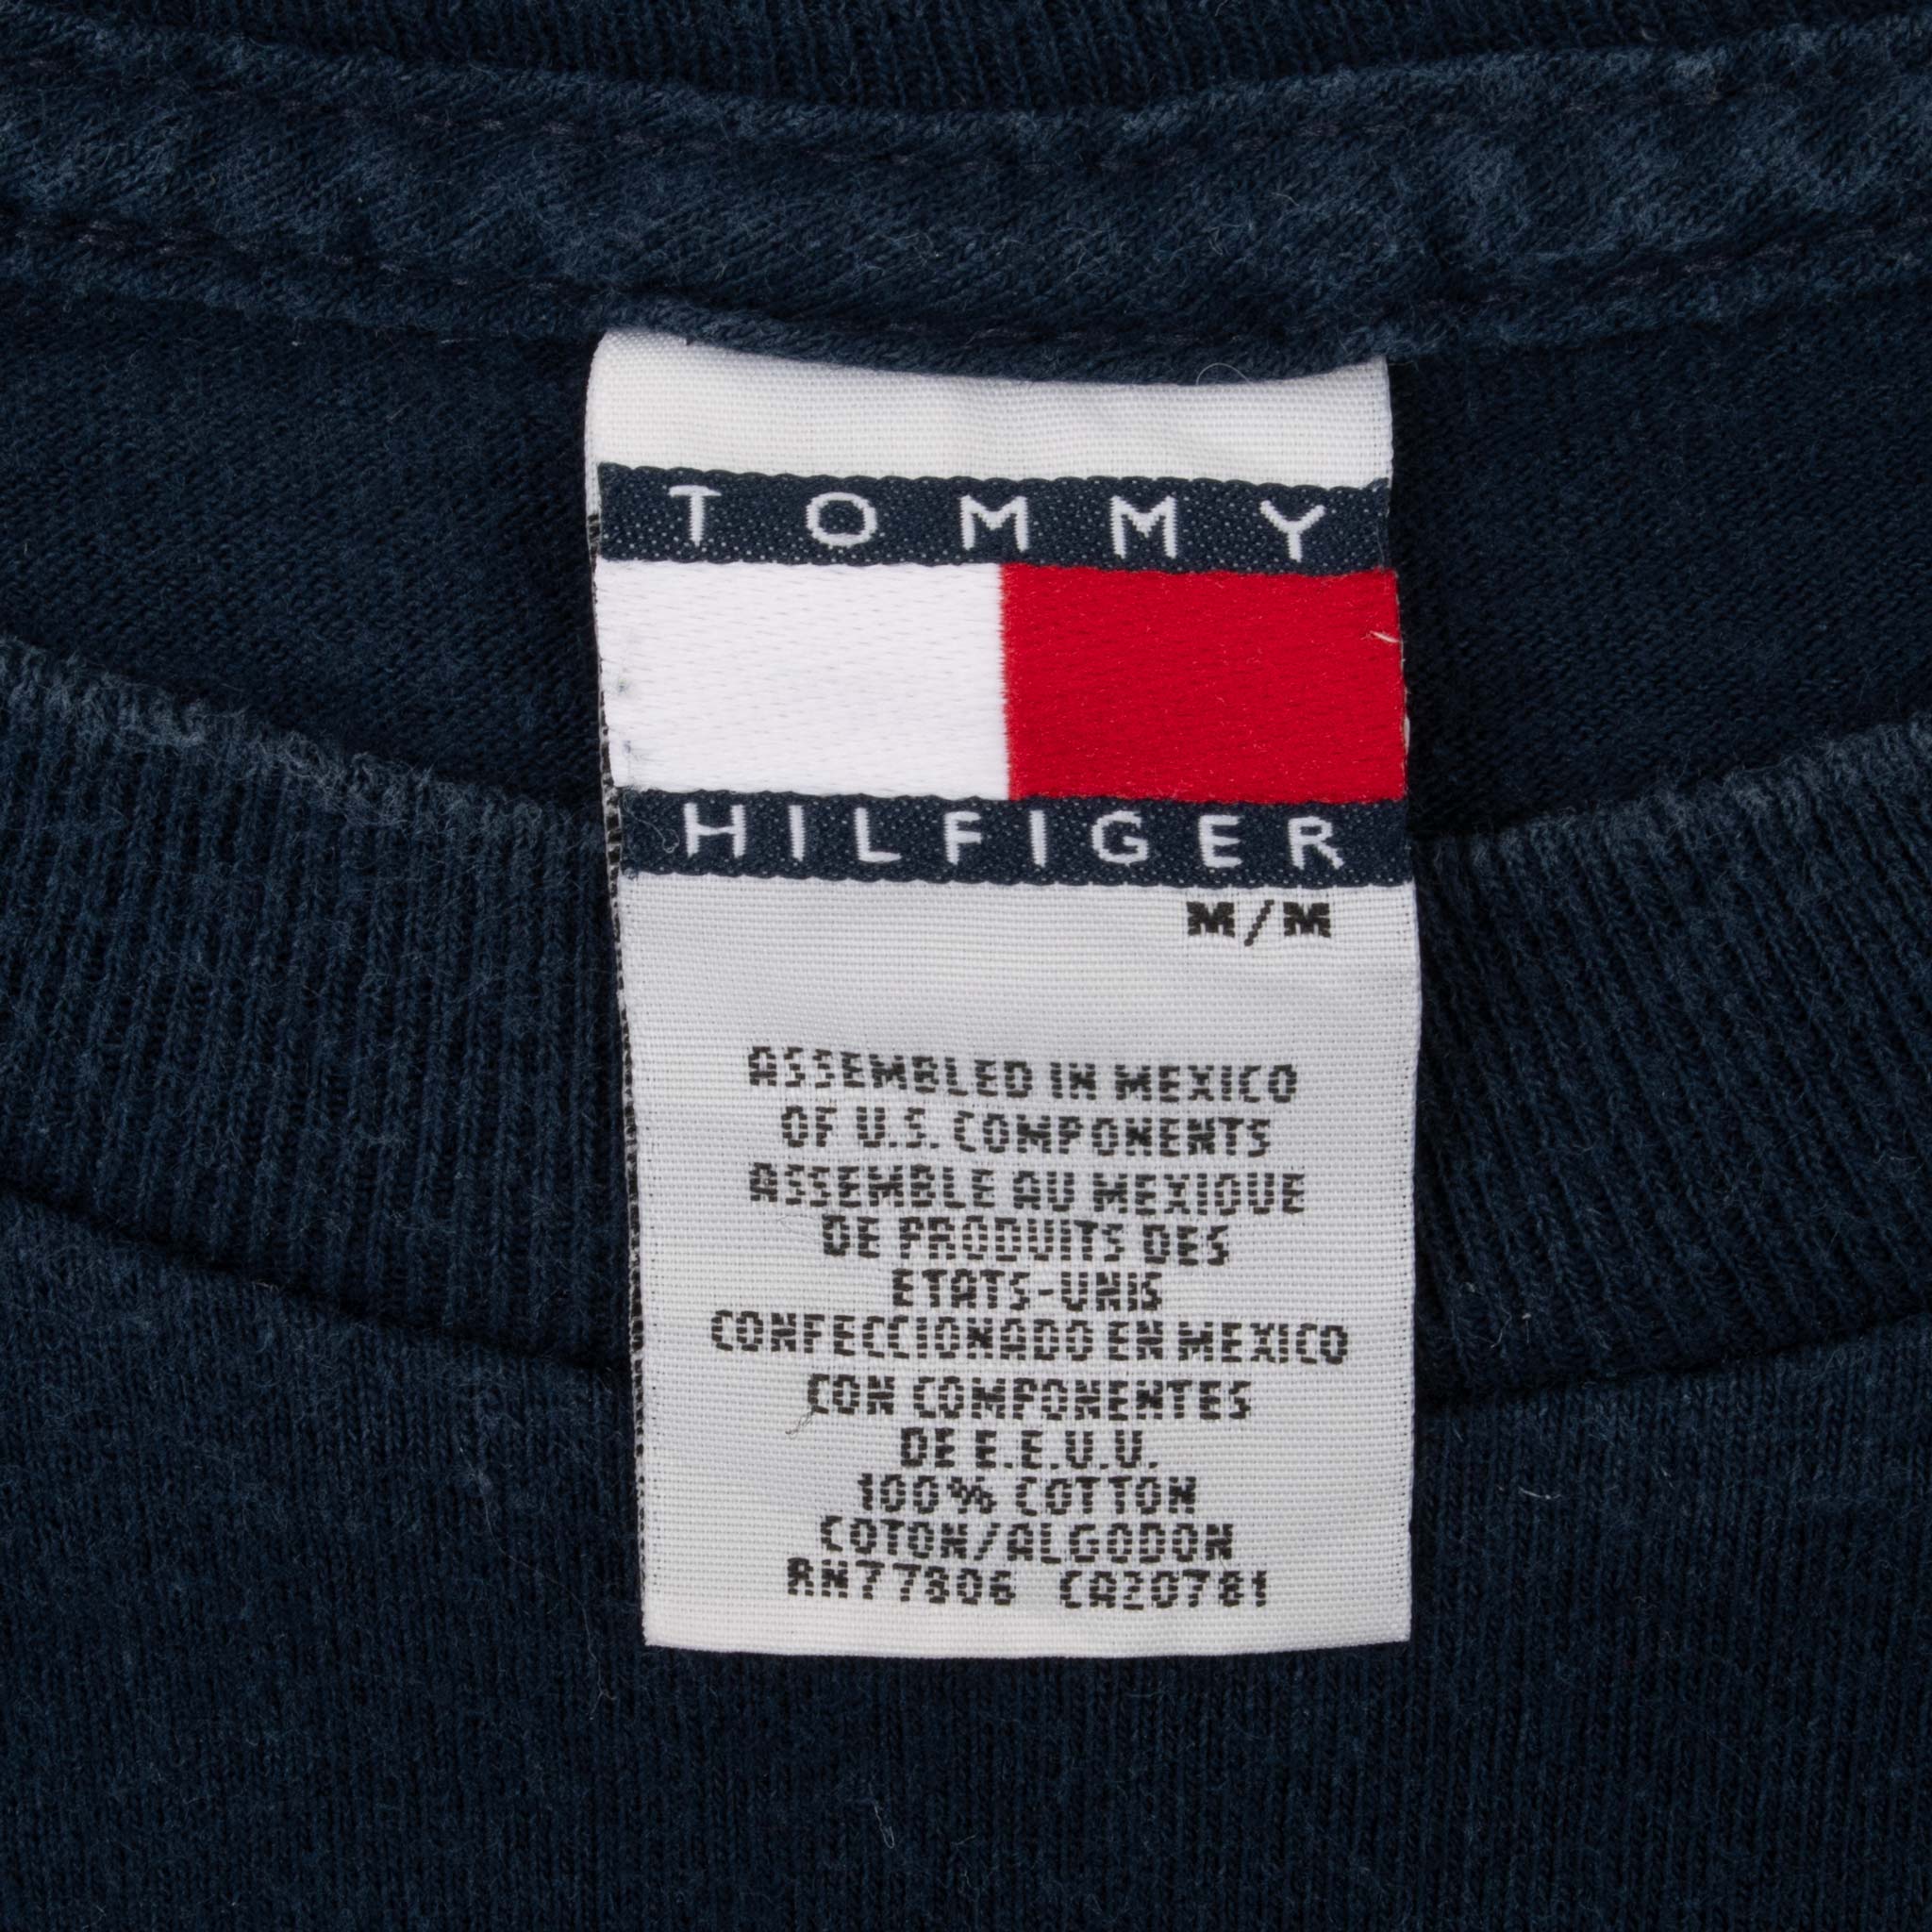 TOMMY
HILFIGER
M/M
ASSEMBLED IN MEXICO
OF U.S. COMPONENTS
ASSEMBLE AU MEXIQUE
DE PRODUITS DES
ETATS-UNIS
CONFECCIONADO EN MEXICO
CON COMPONENTES
DE E.E.U.U.
100% COTTON
COTON/ALGODON
RN77806 CA20781